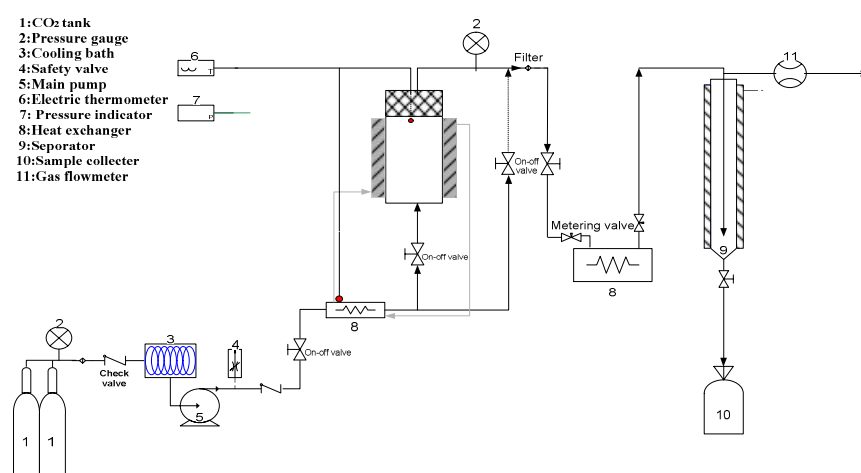 1:CO2 tank
2:Pressure gauge
3:Cooling bath
4:Safety valve
5:Main pump
6:Electric thermometer
7: Pressure indicator
8:Heat exchanger
9:Seporator
10:Sample collecter
11:Gas flowmeter
2
Filter
6
T
11
7
P
On-off
valve
Metering valve
9
On-off valve
8
8
2
3
4
On-off valve
Check
valve
5
1
1
10